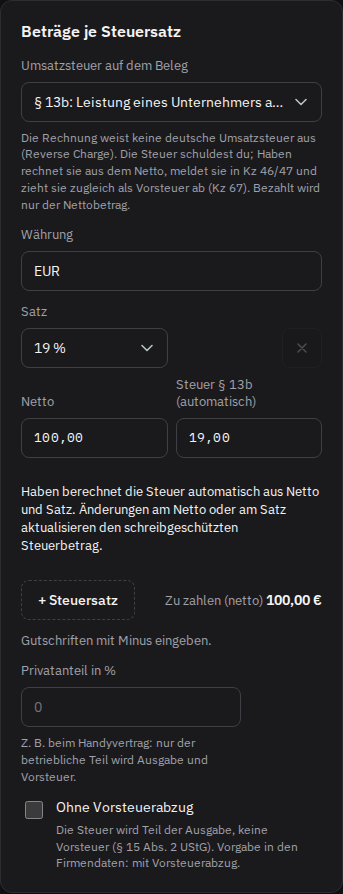 Beträge je Steuersatz
Umsatzsteuer auf dem Beleg
§ 13b: Leistung eines Unternehmers a...
Die Rechnung weist keine deutsche Umsatzsteuer aus
(Reverse Charge). Die Steuer schuldest du; Haben
rechnet sie aus dem Netto, meldet sie in Kz 46/47 und
zieht sie zugleich als Vorsteuer ab (Kz 67). Bezahlt wird
nur der Nettobetrag.
Währung
EUR
Satz
19 %
Netto
Steuer § 13b
(automatisch)
100,00
19,00
Haben berechnet die Steuer automatisch aus Netto
und Satz. Änderungen am Netto oder am Satz
aktualisieren den schreibgeschützten
Steuerbetrag.
+ Steuersatz
Zu zahlen (netto) 100,00 €
Gutschriften mit Minus eingeben.
Privatanteil in %
0
Z. B. beim Handyvertrag: nur der
betriebliche Teil wird Ausgabe und
Vorsteuer.
Ohne Vorsteuerabzug
Die Steuer wird Teil der Ausgabe, keine
Vorsteuer (§ 15 Abs. 2 UStG). Vorgabe in den
Firmendaten: mit Vorsteuerabzug.